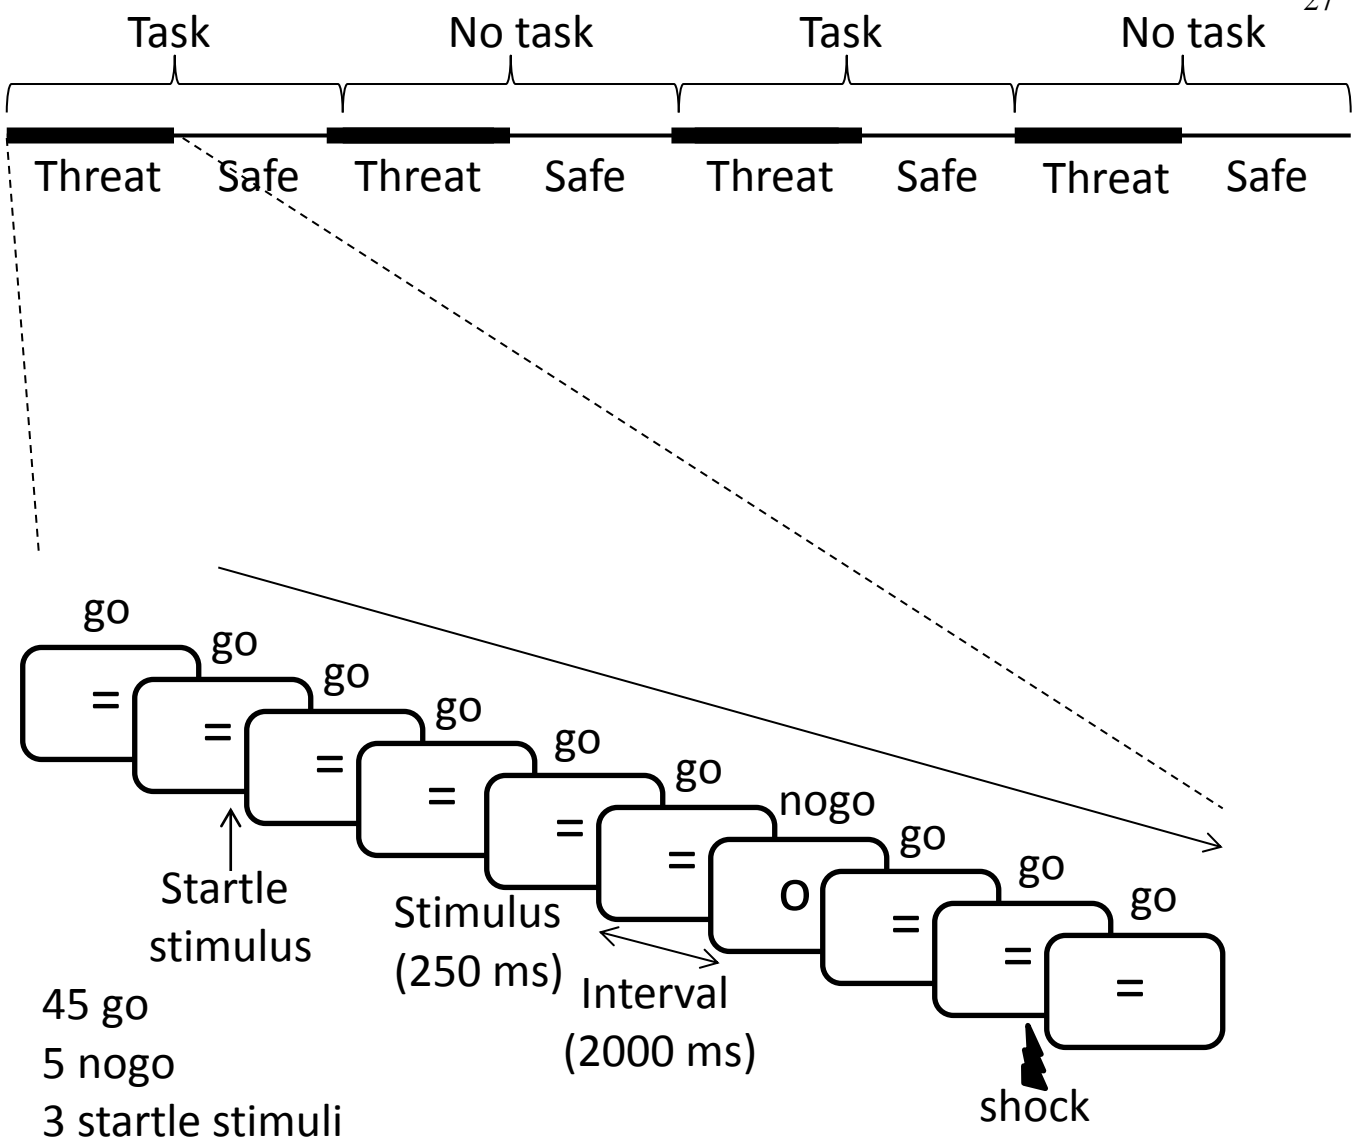 27
Task
No task
Task
No task
Threat
Safe
Threat
Safe
Threat
Safe
Threat
Safe
go
go
go
go
go
go
nogo
go
go
go
=
=
=
=
=
=
o
=
=
=
Startle
stimulus
Stimulus
(250 ms)
Interval
(2000 ms)
shock
45 go
5 nogo
3 startle stimuli